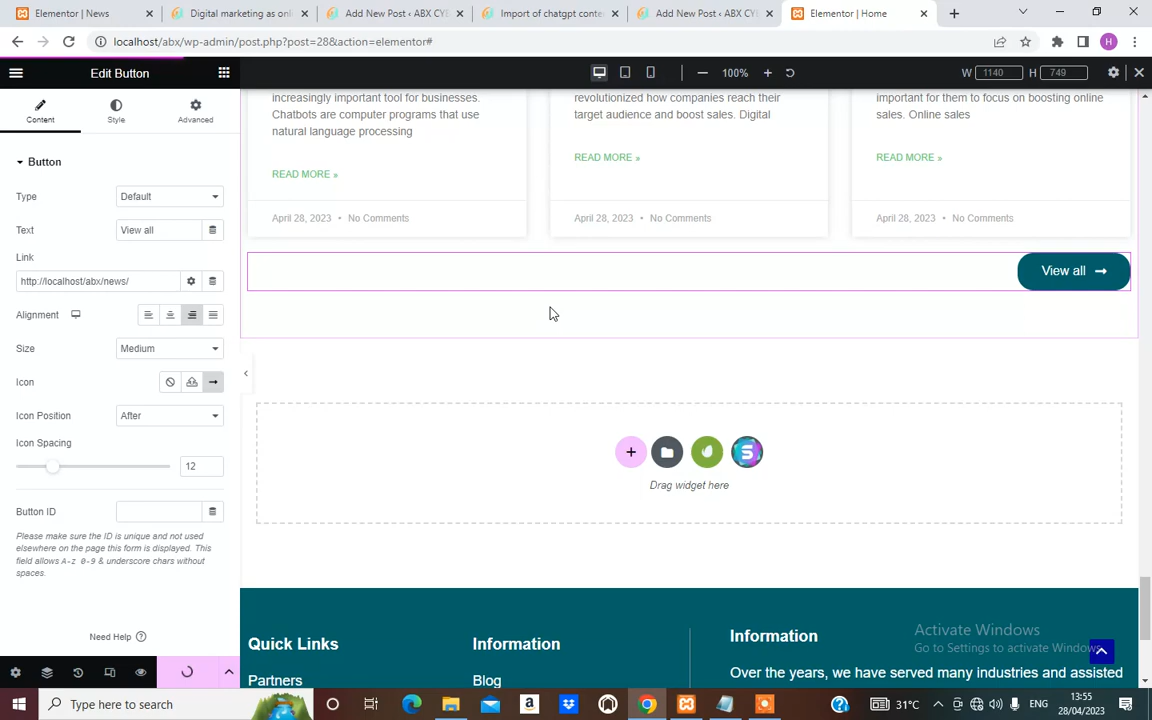 Elementor | News
Digital marketing as onl
Add New Post ‹ ABX CY
Import of chatgpt conte
Add New Post ‹ ABX CY
Elementor | Home
localhost/abx/wp-admin/post.php?post=28&action=elementor#
H
Edit Button
100%
W 1140 H 749
Content
Style
Advanced
Button
Type
Default
Text
View all
Link
http://localhost/abx/news/
Alignment
Size
Medium
Icon
Icon Position
After
Icon Spacing
12
Button ID
Please make sure the ID is unique and not used
elsewhere on the page this form is displayed. This
field allows A-z 0-9 & underscore chars without
spaces.
Need Help
increasingly important tool for businesses.
Chatbots are computer programs that use
natural language processing
READ MORE »
April 28, 2023 • No Comments
revolutionized how companies reach their
target audience and boost sales. Digital
READ MORE »
April 28, 2023 • No Comments
important for them to focus on boosting online
sales. Online sales
READ MORE »
April 28, 2023 • No Comments
View all
Drag widget here
Quick Links
Partners
Information
Blog
Information
Over the years, we have served many industries and assisted
Activate Windows
Go to Settings to activate Windows.
Type here to search
31°C
ENG
13:55
28/04/2023